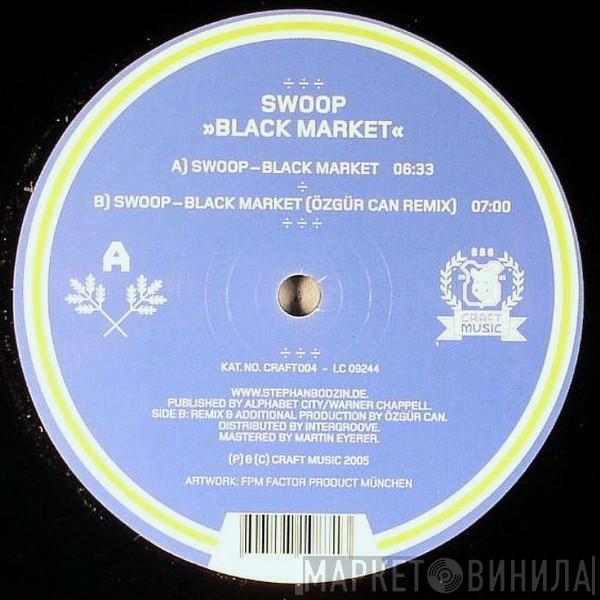 SWOOP
»BLACK MARKET«
A) SWOOP – BLACK MARKET 06:33
B) SWOOP – BLACK MARKET (ÖZGÜR CAN REMIX) 07:00
A
CRAFT
MUSIC
KAT. NO. CRAFT004 - LC 09244
WWW.STEPHANBODZIN.DE.
PUBLISHED BY ALPHABET CITY/WARNER CHAPPELL.
SIDE B: REMIX & ADDITIONAL PRODUCTION BY ÖZGÜR CAN.
DISTRIBUTED BY INTERGROOVE.
MASTERED BY MARTIN EYERER.
(P) & (C) CRAFT MUSIC 2005
ARTWORK: FPM FACTOR PRODUCT MÜNCHEN
МАРКЕТ ВИНИЛА